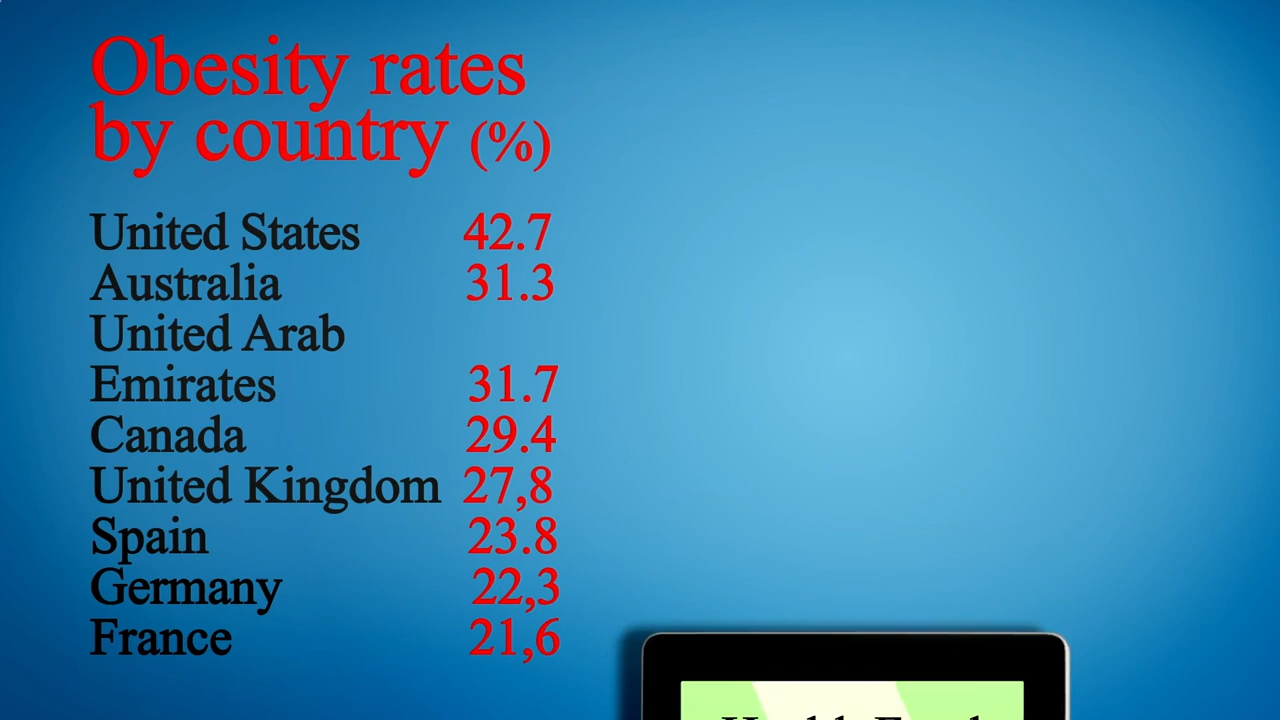 Obesity rates
by country (%)
United States 42.7
Australia 31.3
United Arab
Emirates 31.7
Canada 29.4
United Kingdom 27,8
Spain 23.8
Germany 22,3
France 21,6